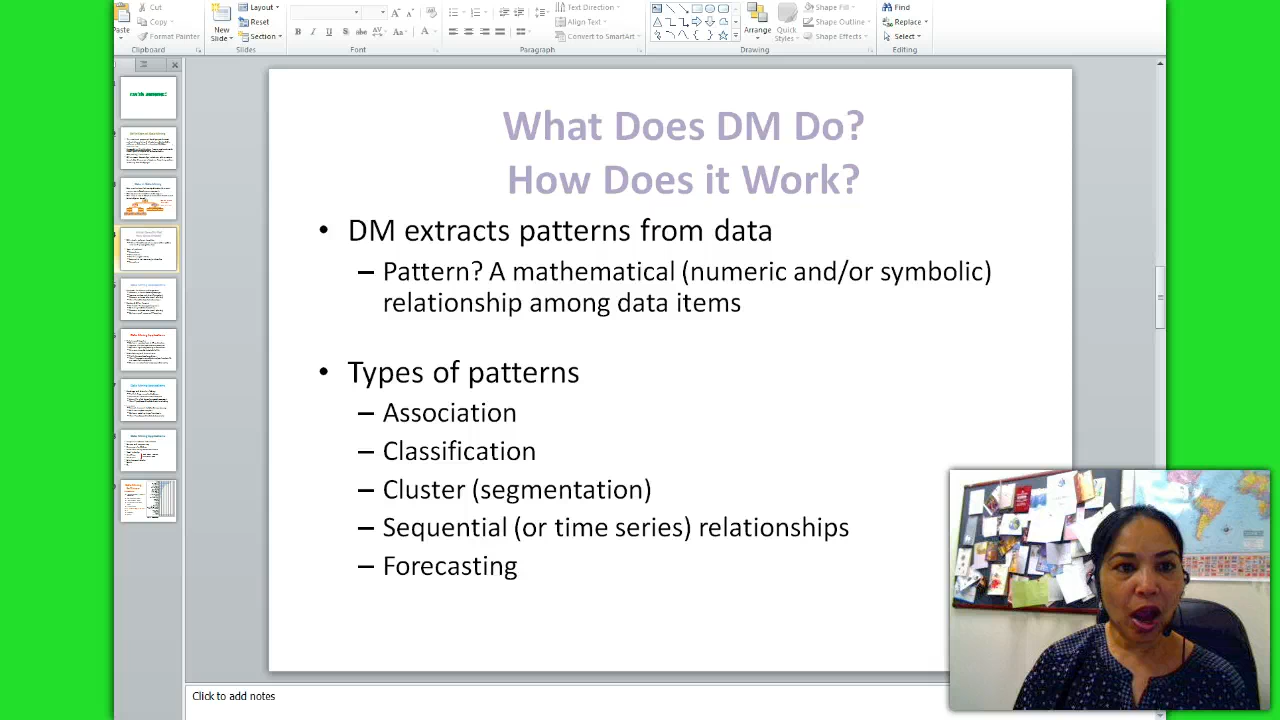 Cut
Copy
Paste
Format Painter
Clipboard
New
Slide
Layout
Reset
Section
Slides
B I U S abc AV Aa A
Font
Text Direction
Align Text
Convert to SmartArt
Paragraph
Arrange
Quick
Styles
Shape Fill
Shape Outline
Shape Effects
Drawing
Find
Replace
Select
Editing
What Does DM Do?
How Does it Work?
• DM extracts patterns from data
– Pattern? A mathematical (numeric and/or symbolic)
relationship among data items
• Types of patterns
– Association
– Classification
– Cluster (segmentation)
– Sequential (or time series) relationships
– Forecasting
Click to add notes